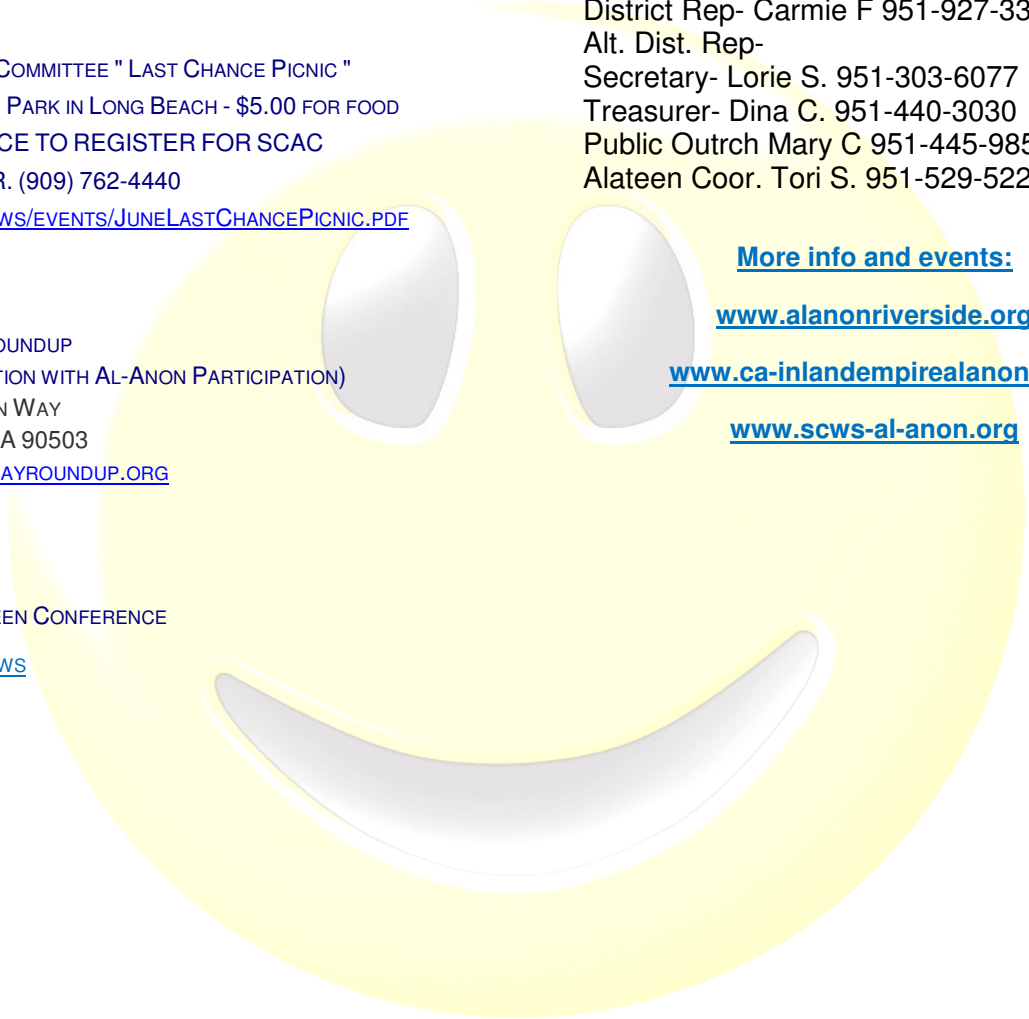 COMMITTEE " LAST CHANCE PICNIC "
PARK IN LONG BEACH - $5.00 FOR FOOD
CE TO REGISTER FOR SCAC
R. (909) 762-4440
WS/EVENTS/JUNELASTCHANCEPICNIC.PDF
OUNDUP
TION WITH AL-ANON PARTICIPATION)
N WAY
A 90503
AYROUNDUP.ORG
EEN CONFERENCE
WS
District Rep- Carmie F 951-927-33
Alt. Dist. Rep-
Secretary- Lorie S. 951-303-6077
Treasurer- Dina C. 951-440-3030
Public Outrch Mary C 951-445-985
Alateen Coor. Tori S. 951-529-522
More info and events:
www.alanonriverside.org
www.ca-inlandempirealanon
www.scws-al-anon.org